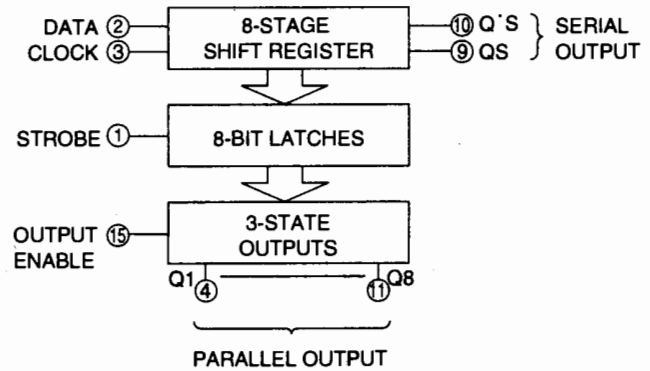 DATA ② 8-STAGE ⑩ Q'S SERIAL
CLOCK ③ SHIFT REGISTER ⑨ QS OUTPUT
STROBE ① 8-BIT LATCHES
OUTPUT ⑮ 3-STATE
ENABLE OUTPUTS
Q1 ④ ⑪ Q8
PARALLEL OUTPUT